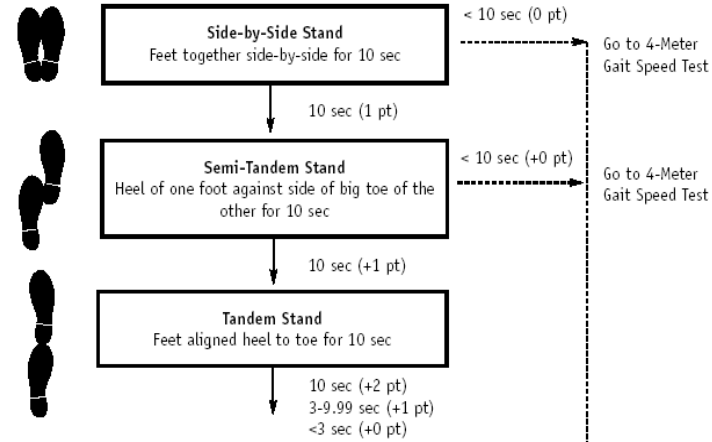 Side-by-Side Stand
Feet together side-by-side for 10 sec
< 10 sec (0 pt)
Go to 4-Meter
Gait Speed Test
10 sec (1 pt)
Semi-Tandem Stand
Heel of one foot against side of big toe of the
other for 10 sec
< 10 sec (+0 pt)
Go to 4-Meter
Gait Speed Test
10 sec (+1 pt)
Tandem Stand
Feet aligned heel to toe for 10 sec
10 sec (+2 pt)
3-9.99 sec (+1 pt)
<3 sec (+0 pt)